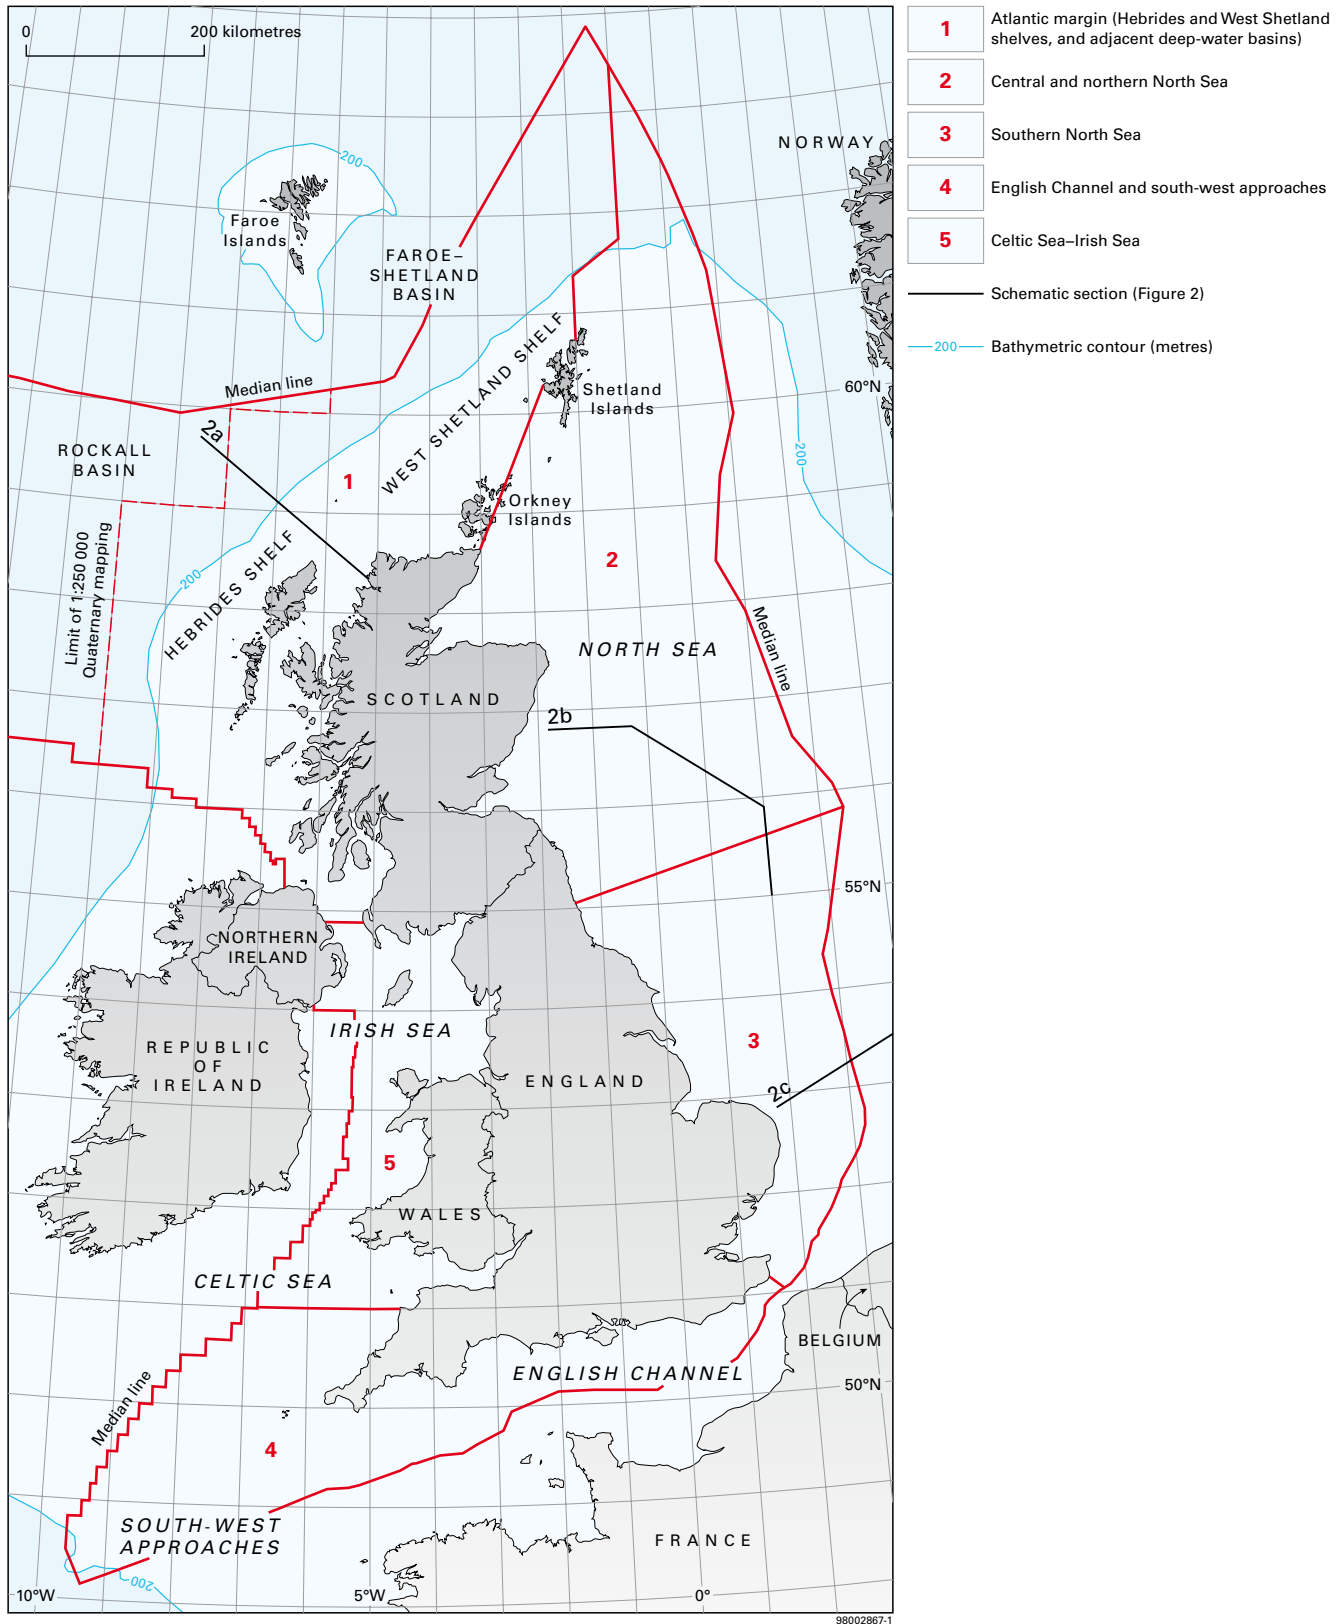 0
200 kilometres
200
NORWAY
Faroe
Islands
FAROE–
SHETLAND
BASIN
WEST SHETLAND SHELF
Median line
Shetland
Islands
60°N
2a
ROCKALL
BASIN
200
1
Orkney
Islands
Limit of 1:250 000
Quaternary mapping
HEBRIDES SHELF
200
2
Median line
NORTH SEA
SCOTLAND
2b
55°N
NORTHERN
IRELAND
IRISH SEA
3
REPUBLIC
OF
IRELAND
ENGLAND
2c
5
WALES
CELTIC SEA
BELGIUM
ENGLISH CHANNEL
50°N
Median line
4
SOUTH-WEST
APPROACHES
FRANCE
200
10°W
5°W
0°
98002867-1
1
Atlantic margin (Hebrides and West Shetland
shelves, and adjacent deep-water basins)
2
Central and northern North Sea
3
Southern North Sea
4
English Channel and south-west approaches
5
Celtic Sea–Irish Sea
Schematic section (Figure 2)
200
Bathymetric contour (metres)